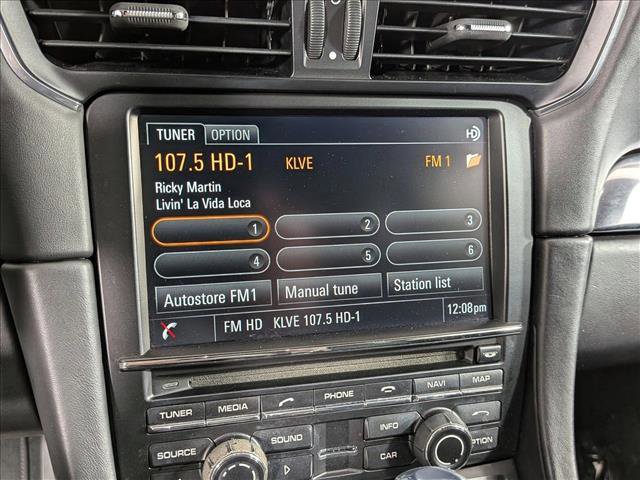 TUNER OPTION HD
107.5 HD-1 KLVE FM 1
Ricky Martin
Livin' La Vida Loca
1 2 3
4 5 6
Autostore FM1 Manual tune Station list
FM HD KLVE 107.5 HD-1 12:08pm
TUNER MEDIA PHONE NAVI MAP
SOURCE SOUND INFO OPTION
CAR